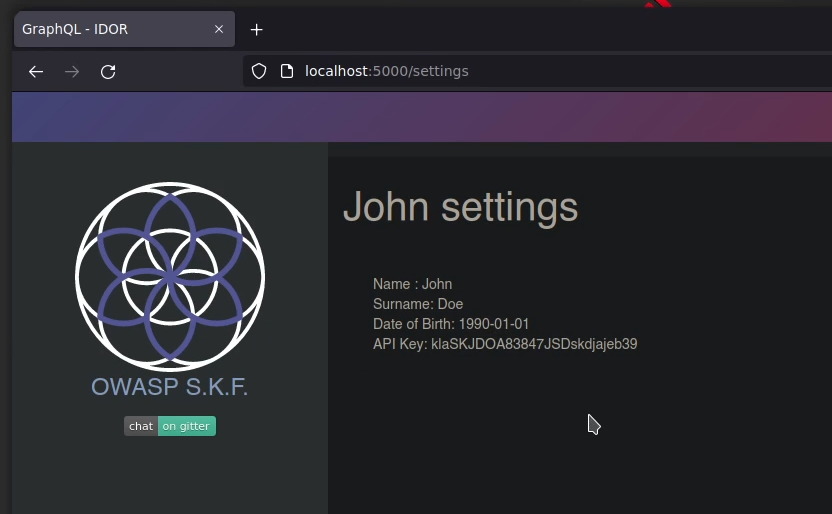 GraphQL - IDOR
localhost:5000/settings
OWASP S.K.F.
chat on gitter
John settings
Name : John
Surname: Doe
Date of Birth: 1990-01-01
API Key: klaSKJDOA83847JSDskdjajeb39